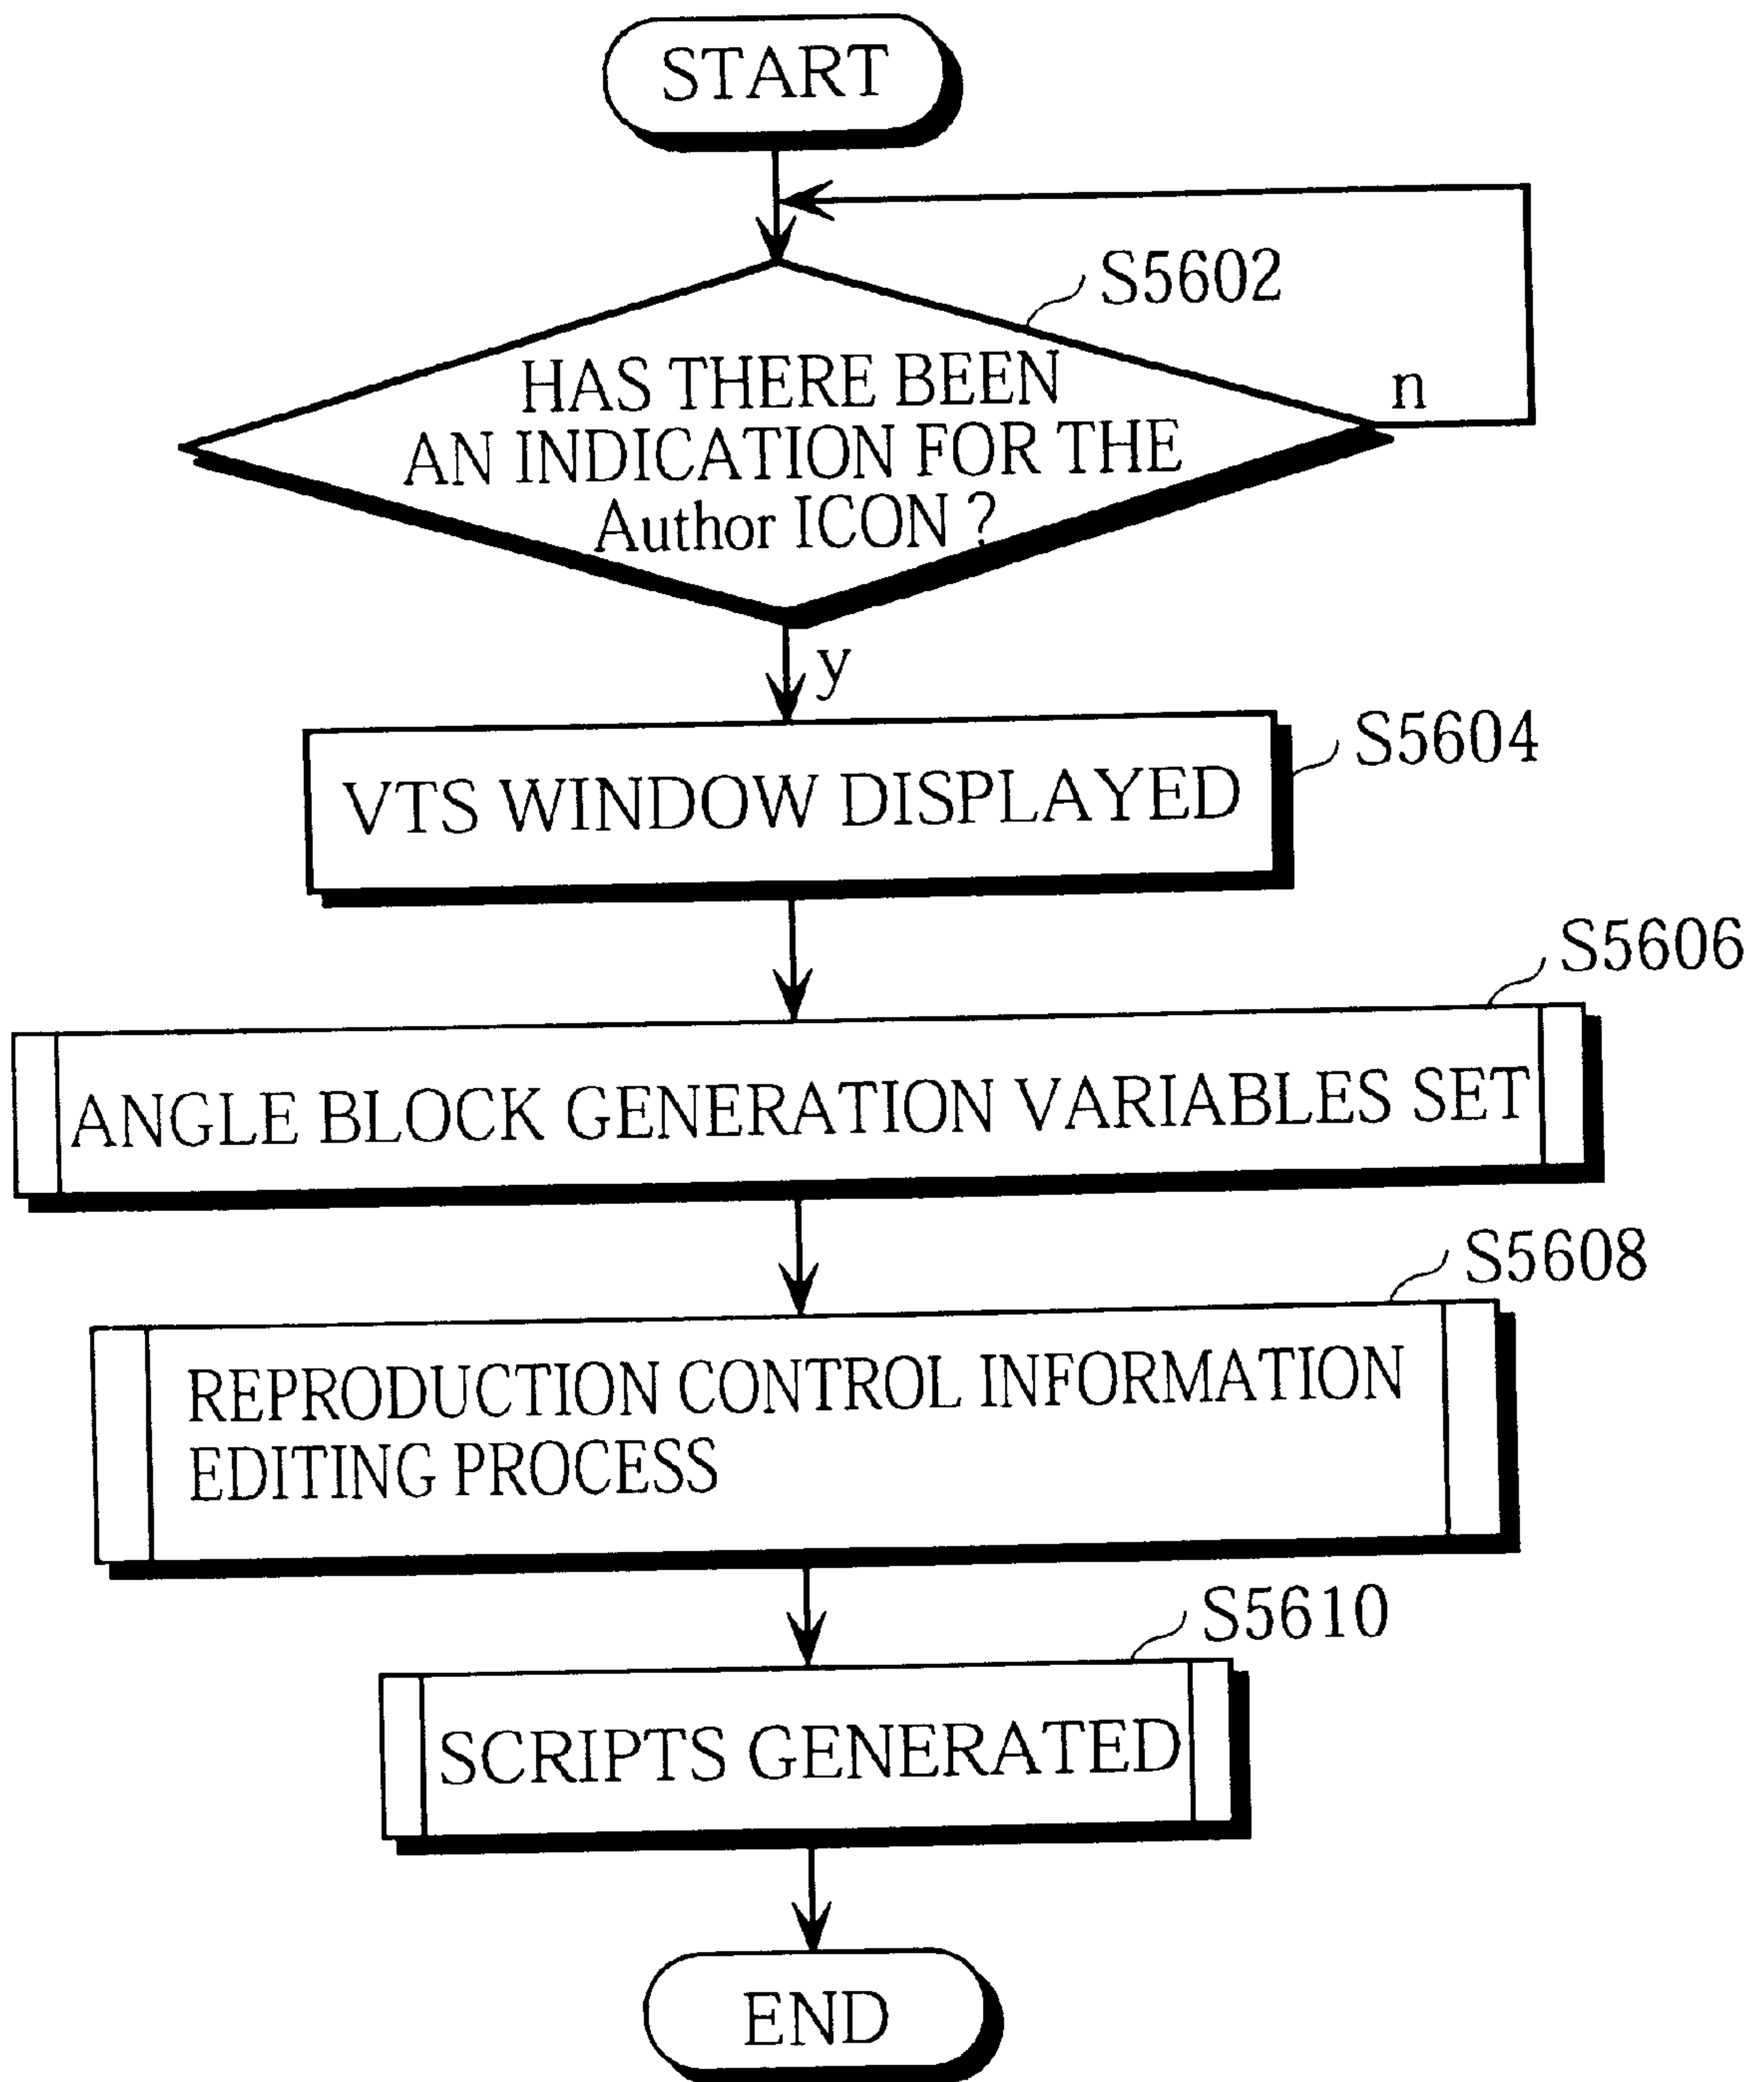 START
S5602
HAS THERE BEEN
n
AN INDICATION FOR THE
Author ICON ?
y
S5604
VTS WINDOW DISPLAYED
S5606
ANGLE BLOCK GENERATION VARIABLES SET
S5608
REPRODUCTION CONTROL INFORMATION
EDITING PROCESS
S5610
SCRIPTS GENERATED
END